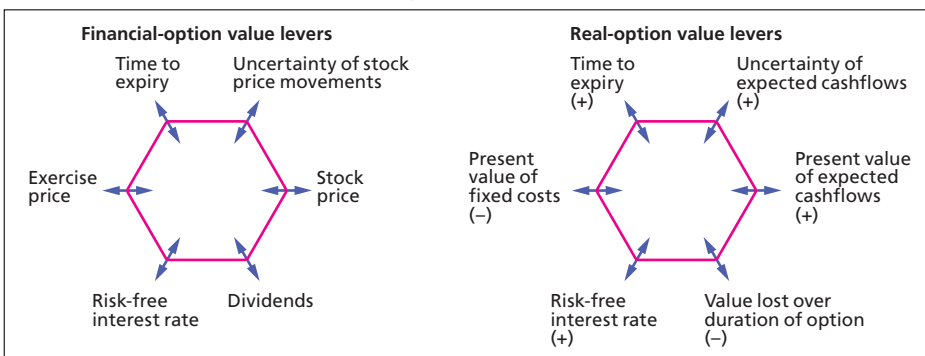 Financial-option value levers
Time to
expiry
Uncertainty of stock
price movements
Exercise
price
Stock
price
Risk-free
interest rate
Dividends
Real-option value levers
Time to
expiry
(+)
Uncertainty of
expected cashflows
(+)
Present
value of
fixed costs
(–)
Present value
of expected
cashflows
(+)
Risk-free
interest rate
(+)
Value lost over
duration of option
(–)